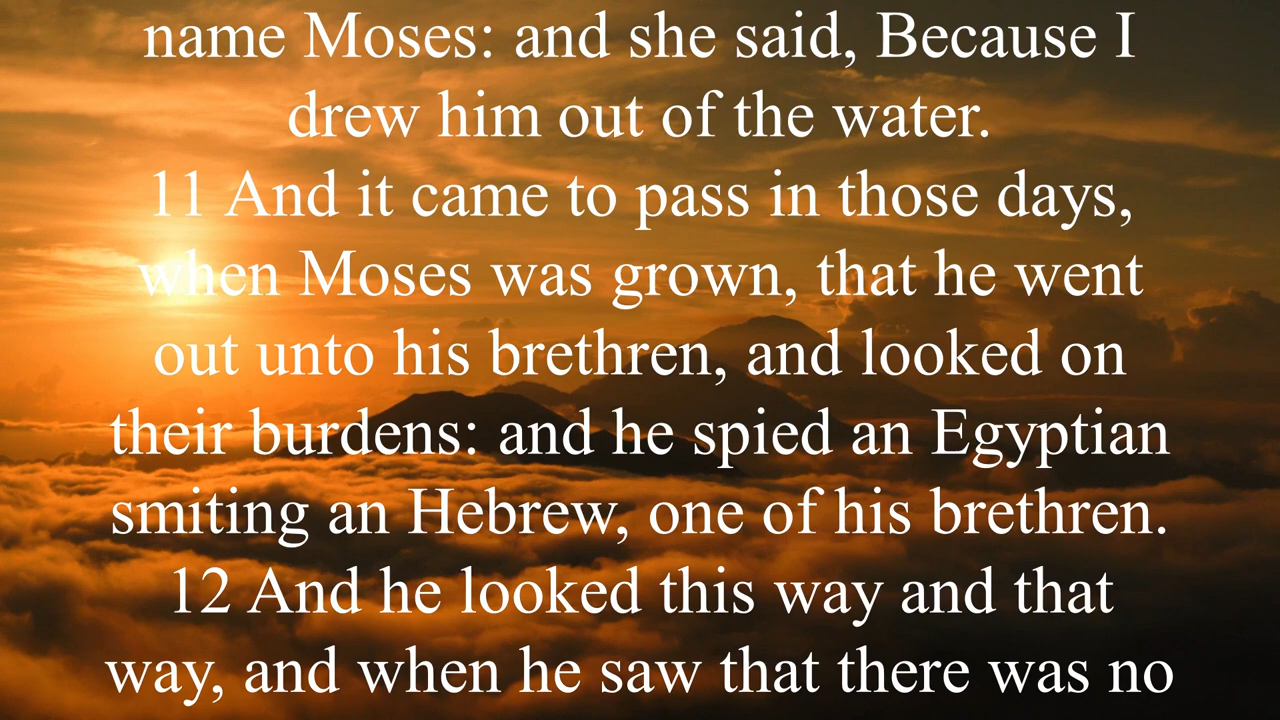 name Moses: and she said, Because I
drew him out of the water.
11 And it came to pass in those days,
when Moses was grown, that he went
out unto his brethren, and looked on
their burdens: and he spied an Egyptian
smiting an Hebrew, one of his brethren.
12 And he looked this way and that
way, and when he saw that there was no